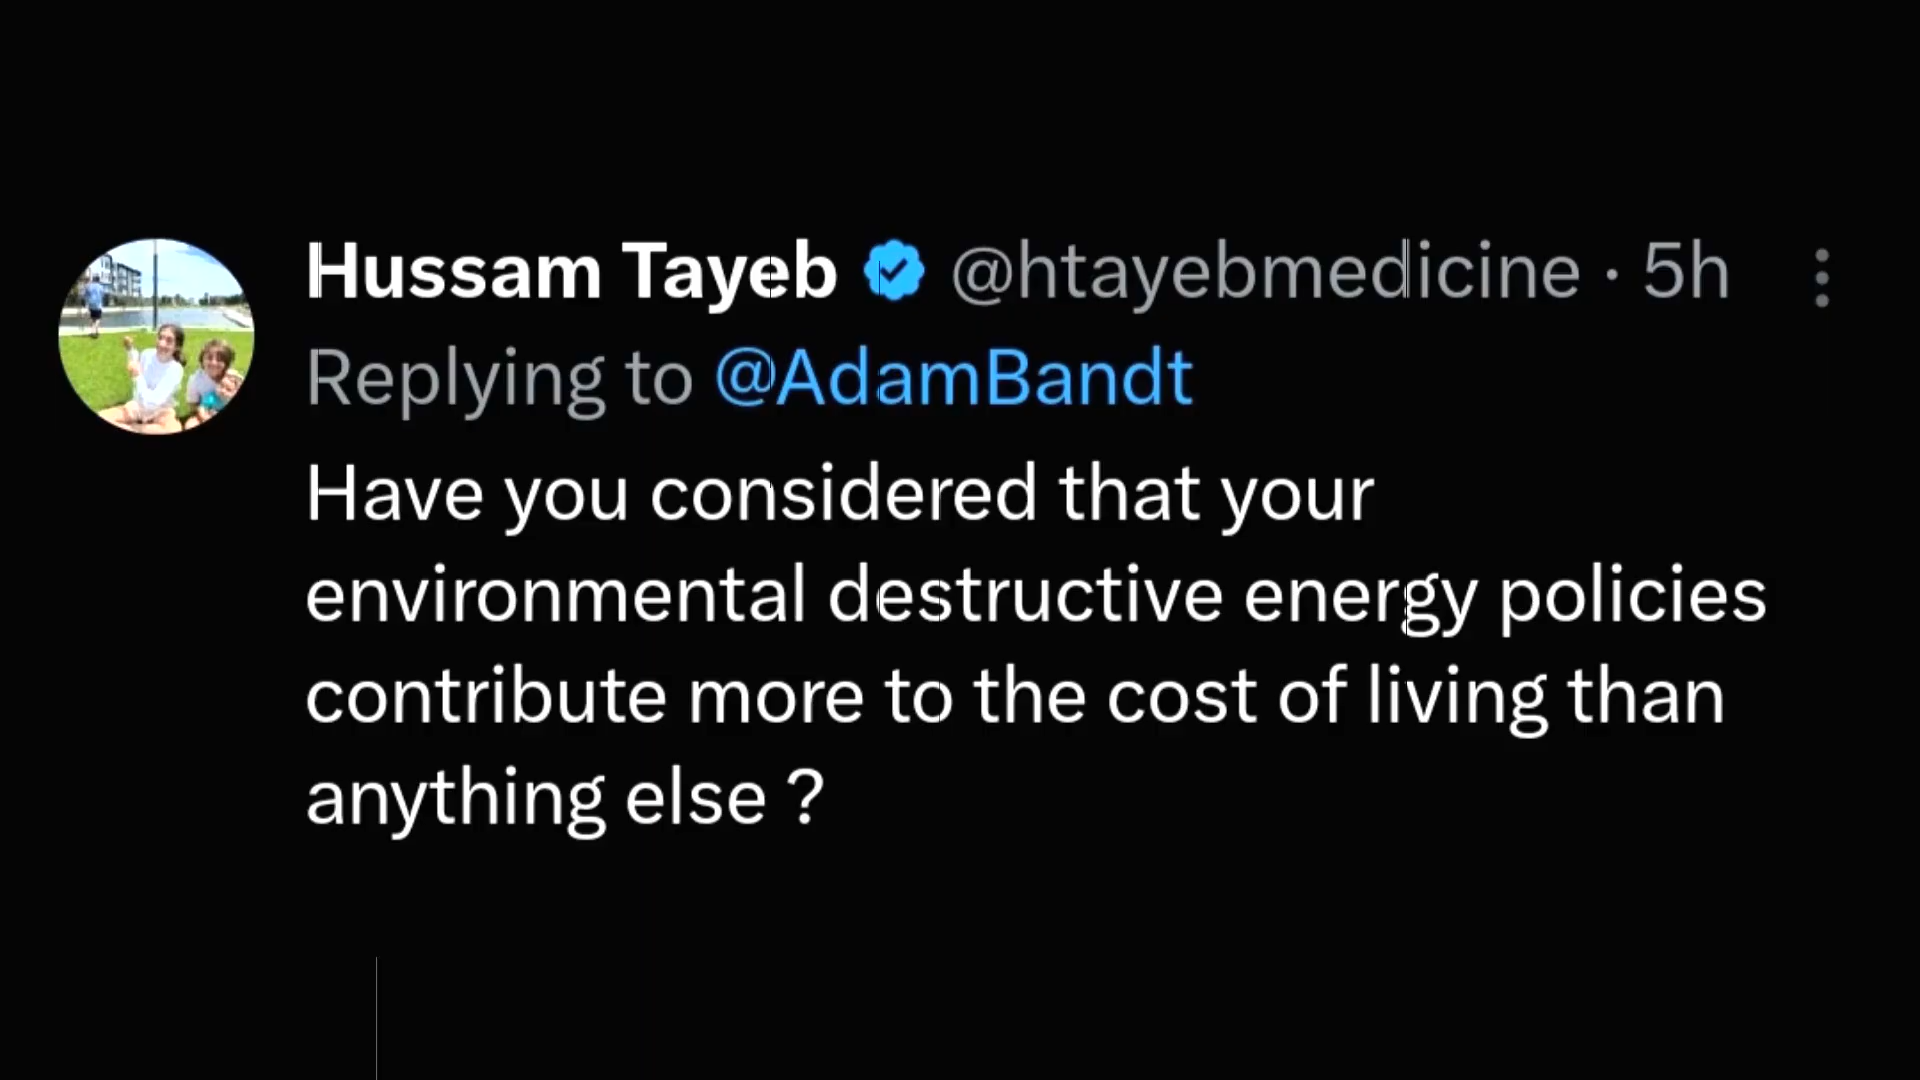 Hussam Tayeb @htayebmedicine · 5h
Replying to @AdamBandt
Have you considered that your
environmental destructive energy policies
contribute more to the cost of living than
anything else ?